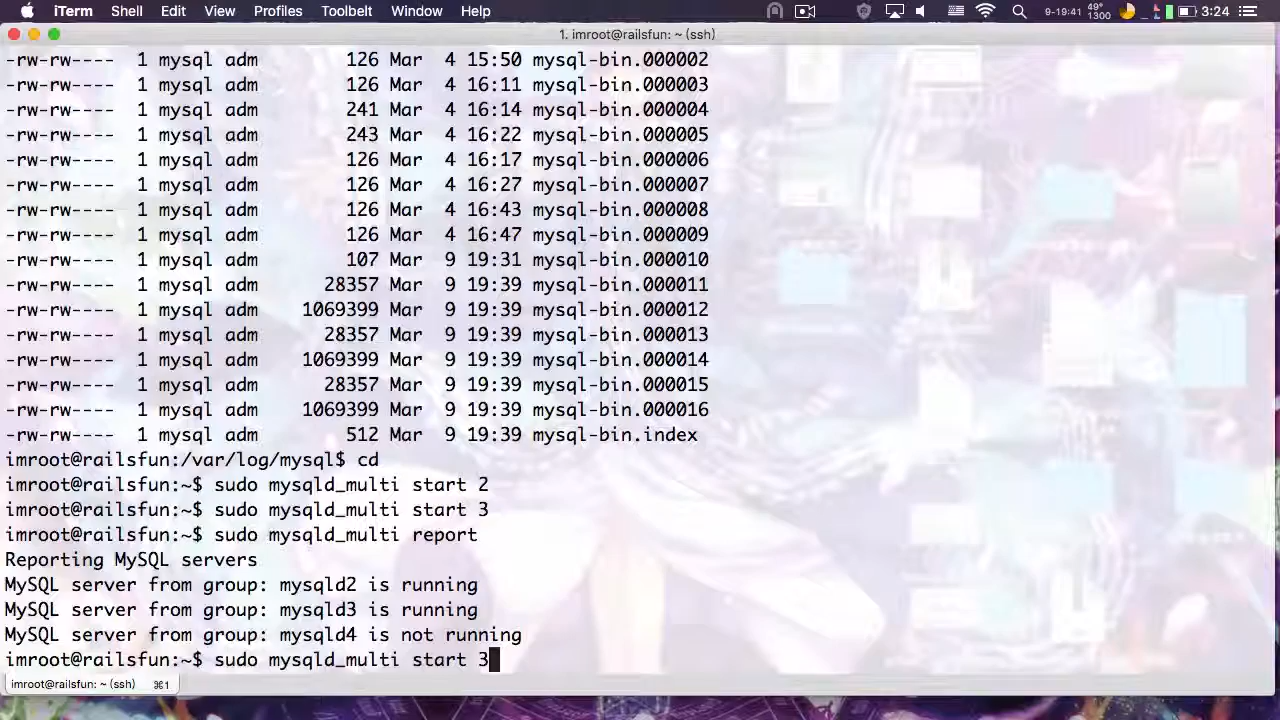 iTerm Shell Edit View Profiles Toolbelt Window Help 9-19:41 49° 1300 3:24
1. imroot@railsfun: ~ (ssh)
-rw-rw---- 1 mysql adm 126 Mar 4 15:50 mysql-bin.000002
-rw-rw---- 1 mysql adm 126 Mar 4 16:11 mysql-bin.000003
-rw-rw---- 1 mysql adm 241 Mar 4 16:14 mysql-bin.000004
-rw-rw---- 1 mysql adm 243 Mar 4 16:22 mysql-bin.000005
-rw-rw---- 1 mysql adm 126 Mar 4 16:17 mysql-bin.000006
-rw-rw---- 1 mysql adm 126 Mar 4 16:27 mysql-bin.000007
-rw-rw---- 1 mysql adm 126 Mar 4 16:43 mysql-bin.000008
-rw-rw---- 1 mysql adm 126 Mar 4 16:47 mysql-bin.000009
-rw-rw---- 1 mysql adm 107 Mar 9 19:31 mysql-bin.000010
-rw-rw---- 1 mysql adm 28357 Mar 9 19:39 mysql-bin.000011
-rw-rw---- 1 mysql adm 1069399 Mar 9 19:39 mysql-bin.000012
-rw-rw---- 1 mysql adm 28357 Mar 9 19:39 mysql-bin.000013
-rw-rw---- 1 mysql adm 1069399 Mar 9 19:39 mysql-bin.000014
-rw-rw---- 1 mysql adm 28357 Mar 9 19:39 mysql-bin.000015
-rw-rw---- 1 mysql adm 1069399 Mar 9 19:39 mysql-bin.000016
-rw-rw---- 1 mysql adm 512 Mar 9 19:39 mysql-bin.index
imroot@railsfun:/var/log/mysql$ cd
imroot@railsfun:~$ sudo mysqld_multi start 2
imroot@railsfun:~$ sudo mysqld_multi start 3
imroot@railsfun:~$ sudo mysqld_multi report
Reporting MySQL servers
MySQL server from group: mysqld2 is running
MySQL server from group: mysqld3 is running
MySQL server from group: mysqld4 is not running
imroot@railsfun:~$ sudo mysqld_multi start 3
imroot@railsfun: ~ (ssh) ⌘1